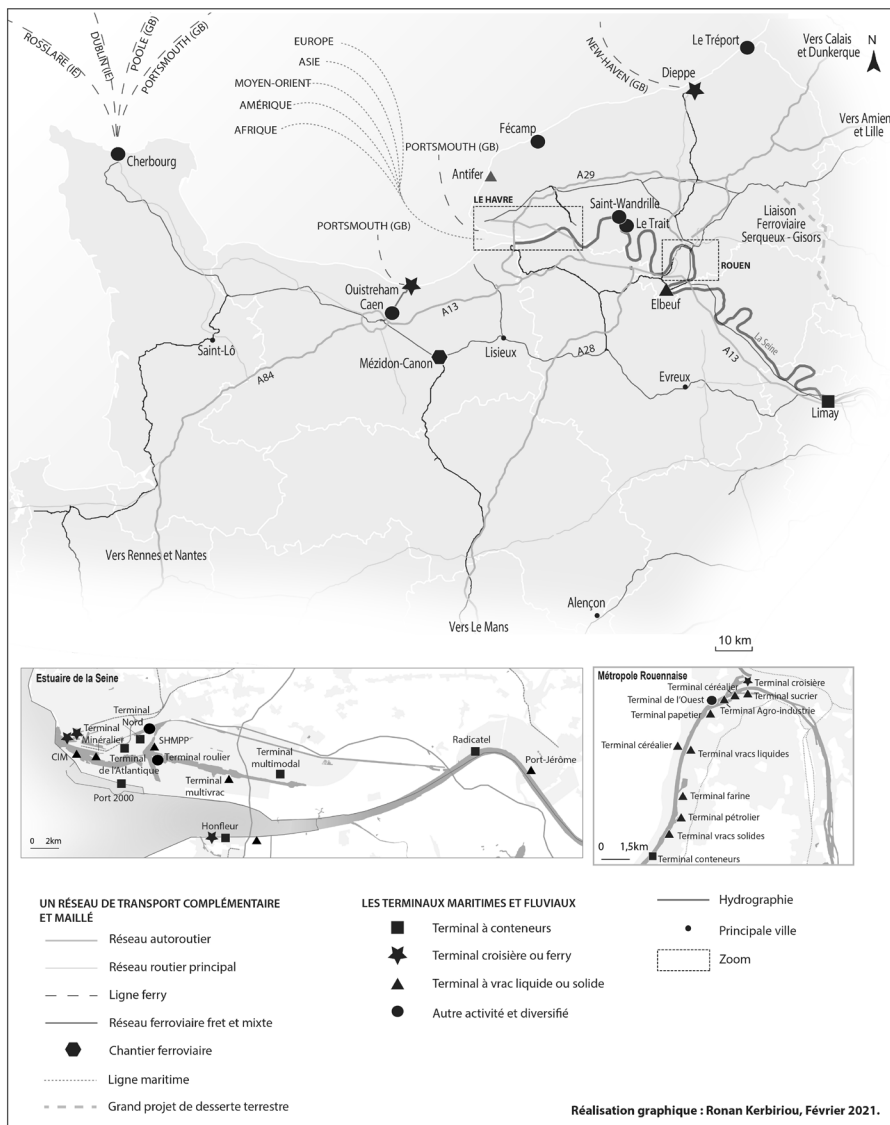 ROSSLARE (IE)
DUBLIN (IE)
POOLE (GB)
PORTSMOUTH (GB)
EUROPE
ASIE
MOYEN-ORIENT
AMÉRIQUE
AFRIQUE
NEW-HAVEN (GB)
Le Tréport
Vers Calais
et Dunkerque
N
Dieppe
Vers Amien
et Lille
Cherbourg
Fécamp
PORTSMOUTH (GB)
Antifer
A29
LE HAVRE
Saint-Wandrille
Le Trait
Liaison
Ferroviaire
Serqueux - Gisors
PORTSMOUTH (GB)
ROUEN
Ouistreham
Caen
A13
Elbeuf
La Seine
Saint-Lô
Mézidon-Canon
Lisieux
A28
A13
A84
Evreux
Limay
Vers Rennes et Nantes
Alençon
Vers Le Mans
10 km
Estuaire de la Seine
Terminal
Nord
Terminal
Minéralier
SHMPP
CIM
Terminal
de l'Atlantique
Terminal roulier
Terminal
multivrac
Terminal
multimodal
Radicatel
Port-Jérôme
Port 2000
Honfleur
0 2km
Métropole Rouennaise
Terminal croisière
Terminal céréalier
Terminal de l'Ouest
Terminal sucrier
Terminal Agro-industrie
Terminal papetier
Terminal céréalier
Terminal vracs liquides
Terminal farine
Terminal pétrolier
Terminal vracs solides
Terminal conteneurs
0 1,5km
UN RÉSEAU DE TRANSPORT COMPLÉMENTAIRE
ET MAILLÉ
Réseau autoroutier
Réseau routier principal
Ligne ferry
Réseau ferroviaire fret et mixte
Chantier ferroviaire
Ligne maritime
Grand projet de desserte terrestre
LES TERMINAUX MARITIMES ET FLUVIAUX
Terminal à conteneurs
Terminal croisière ou ferry
Terminal à vrac liquide ou solide
Autre activité et diversifié
Hydrographie
Principale ville
Zoom
Réalisation graphique : Ronan Kerbiriou, Février 2021.